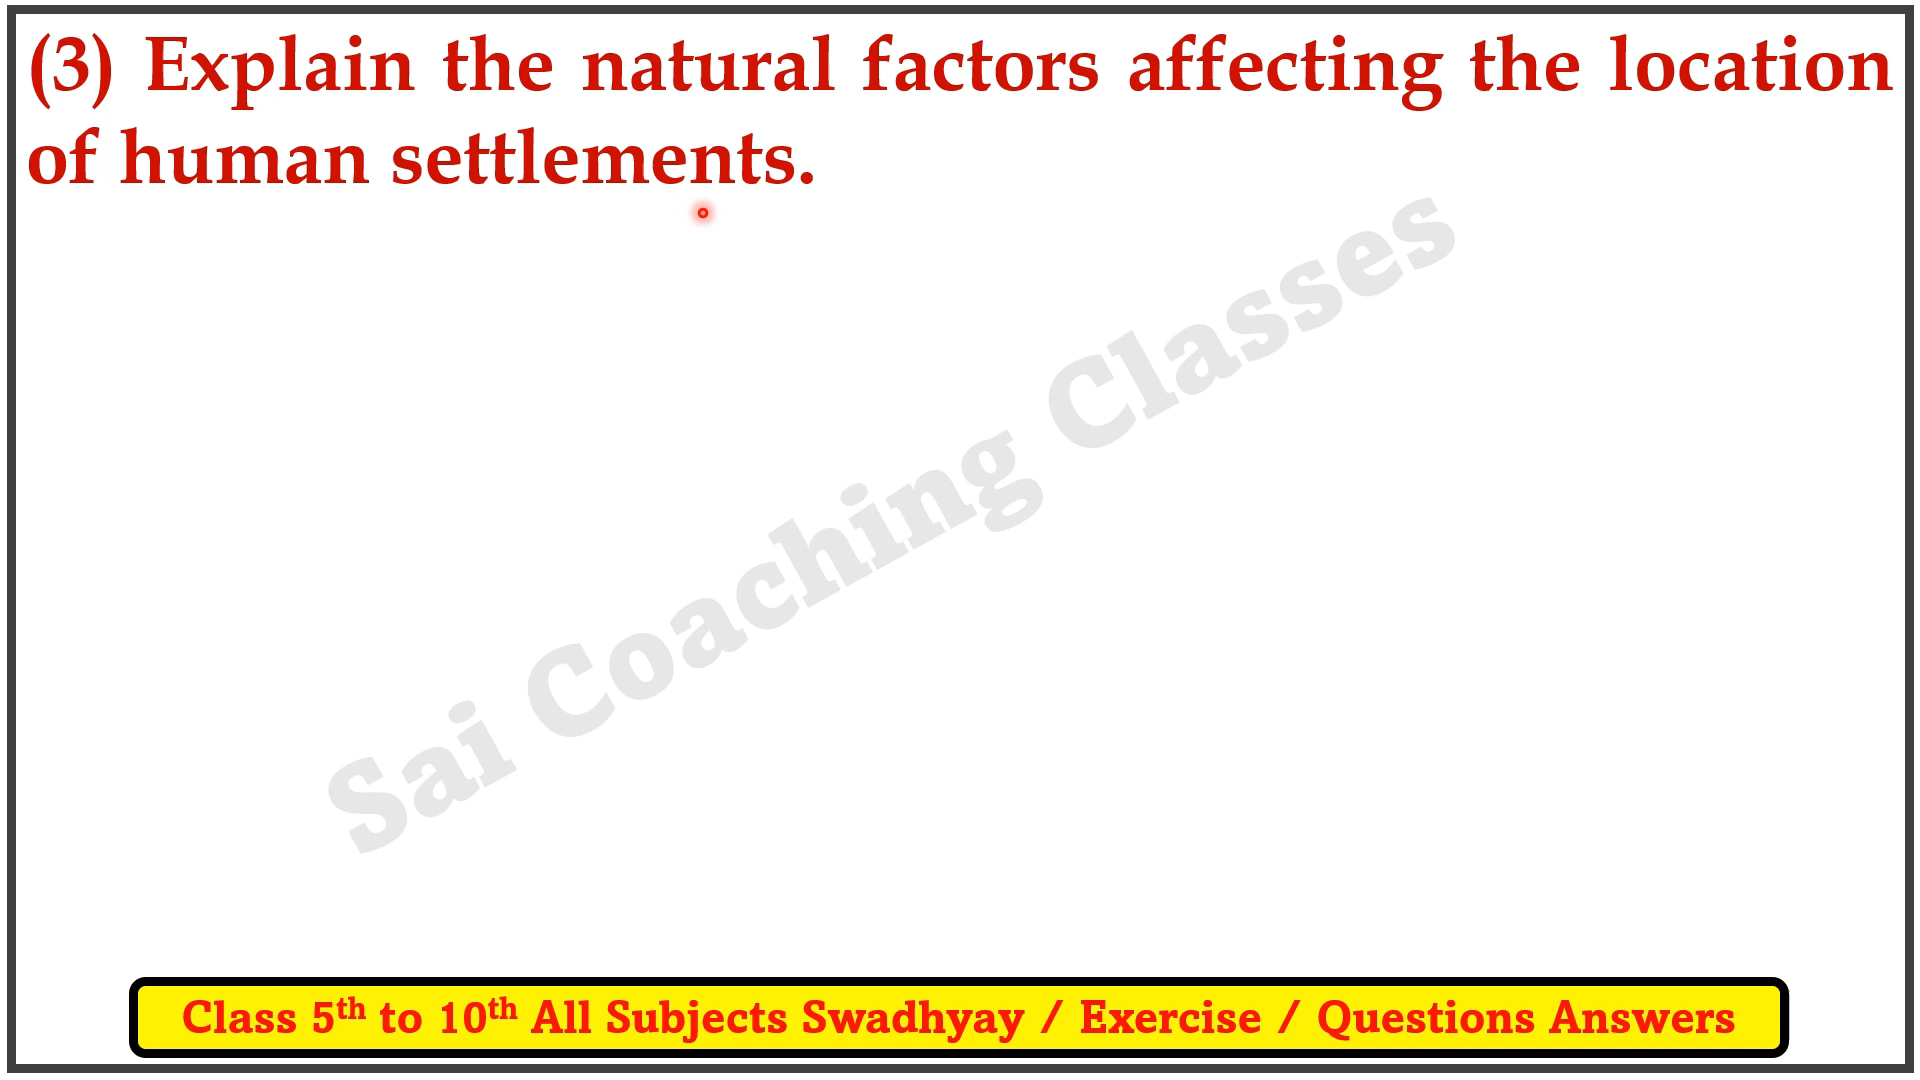 (3) Explain the natural factors affecting the location
of human settlements.
Sai Coaching Classes
Class 5th to 10th All Subjects Swadhyay / Exercise / Questions Answers